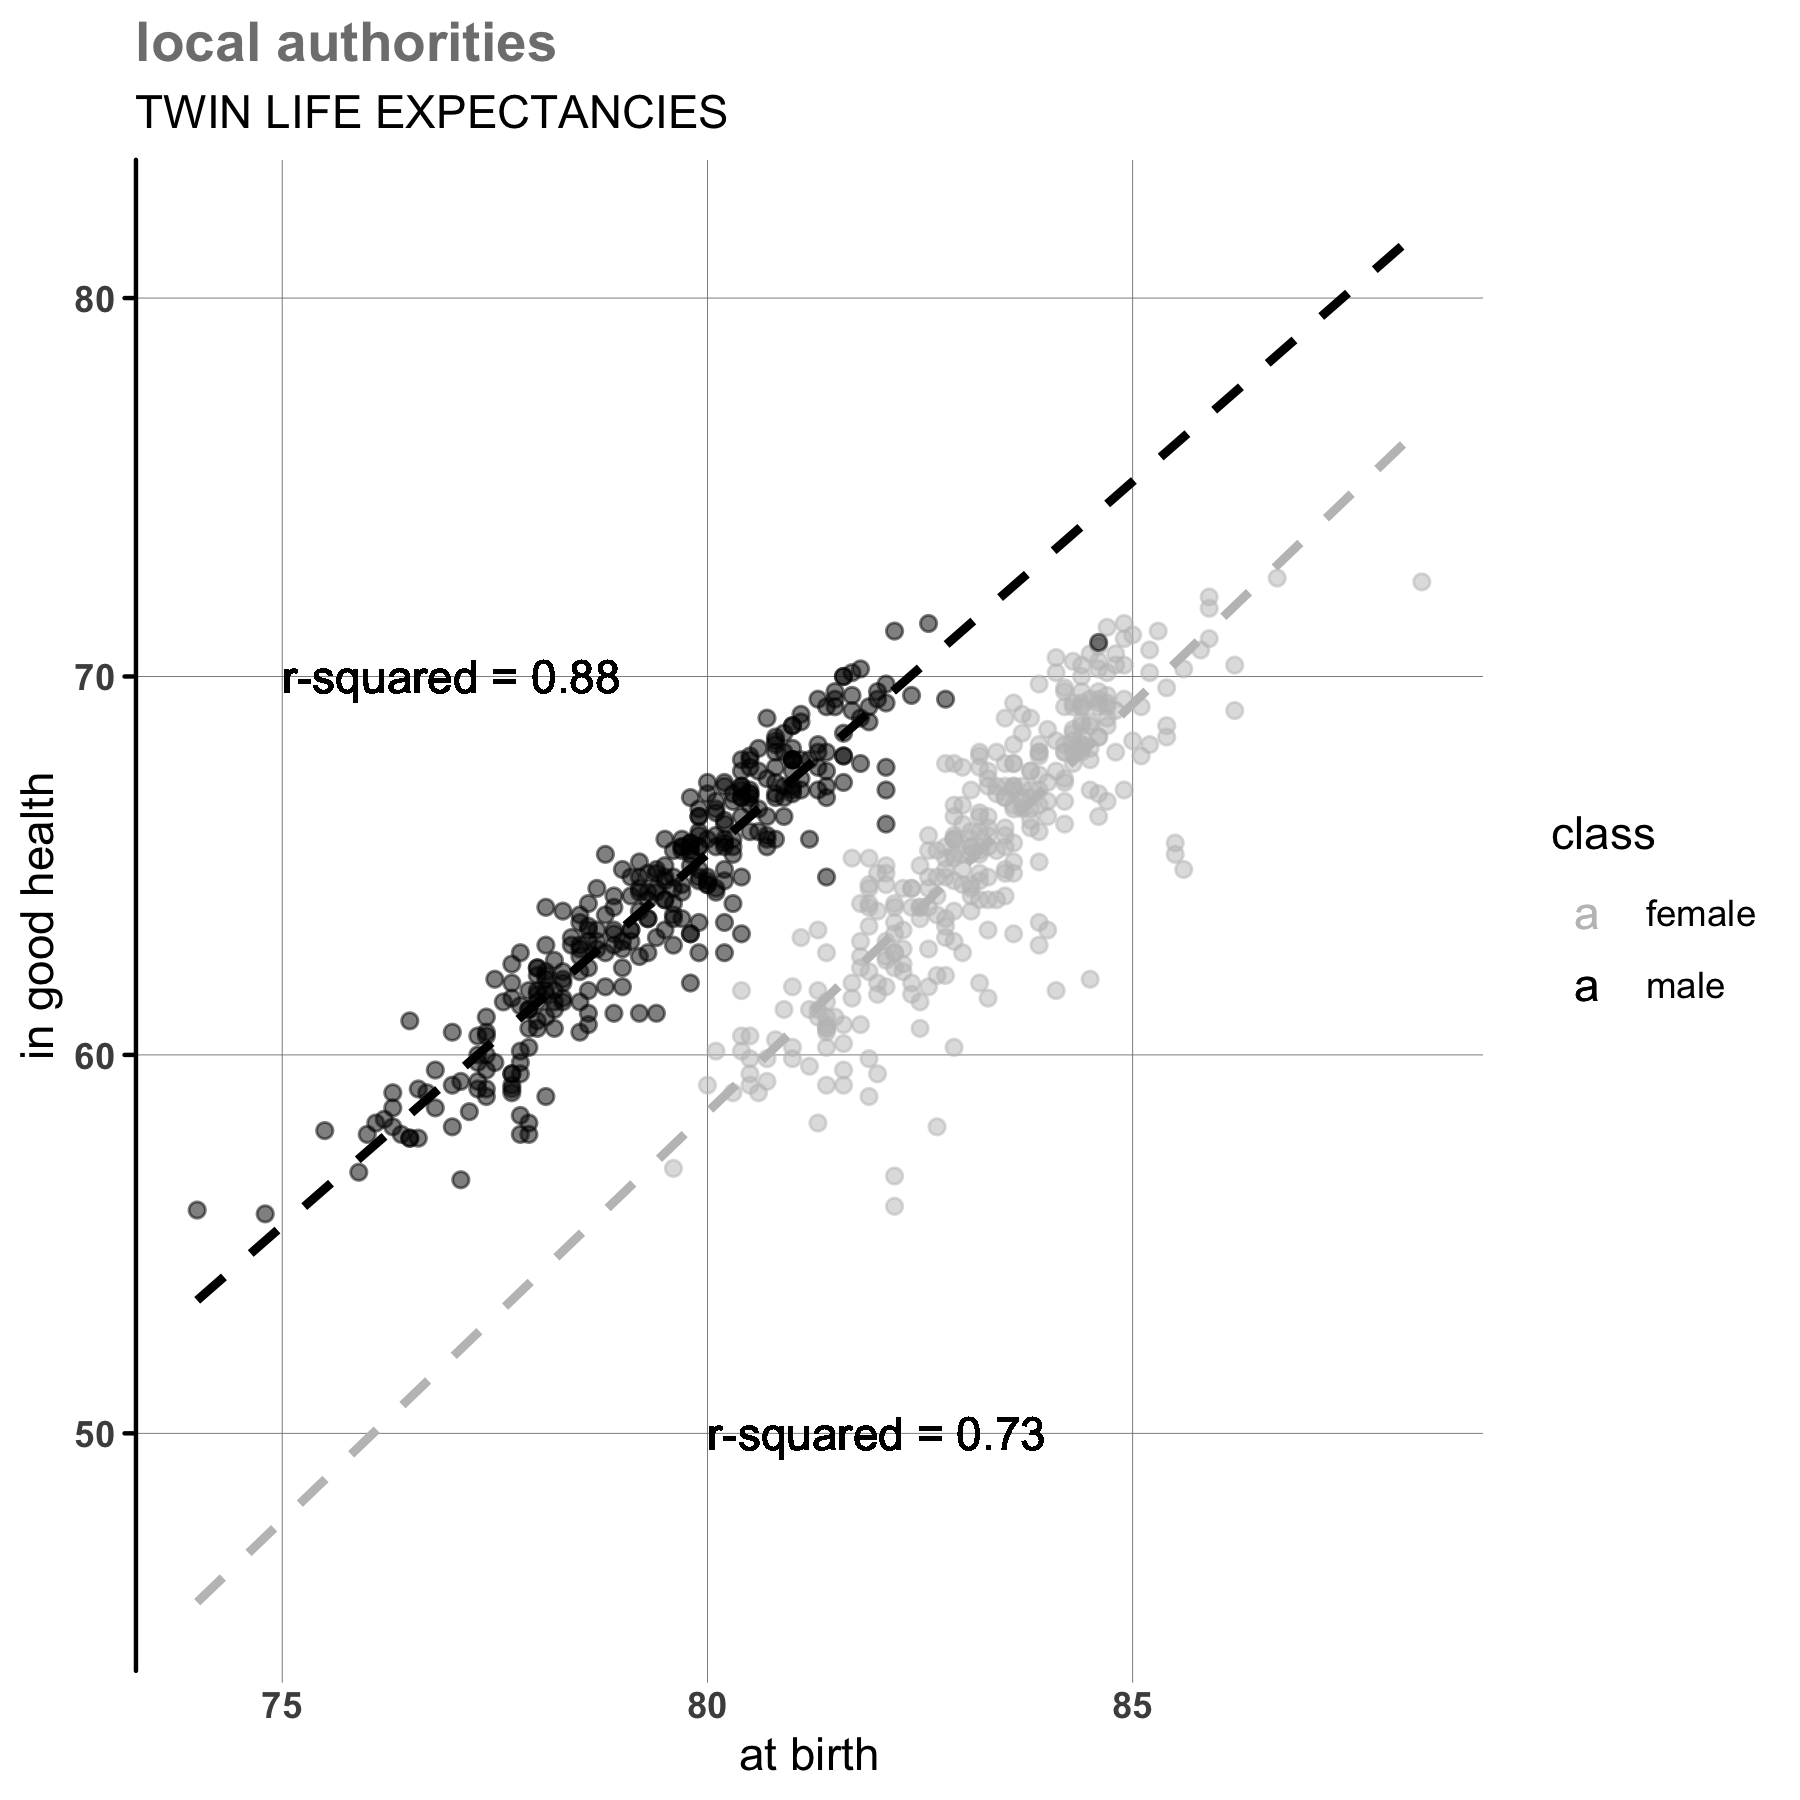 local authorities
TWIN LIFE EXPECTANCIES
80
70
60
50
in good health
r-squared = 0.88
r-squared = 0.73
75 80 85
at birth
class
a female
a male